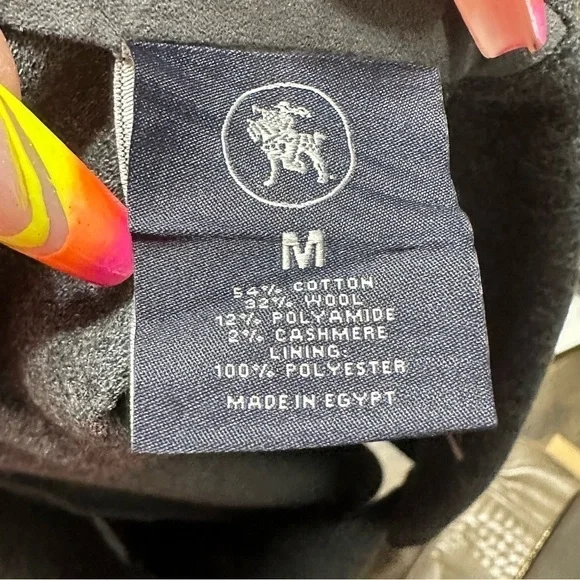 M
54% COTTON
32% WOOL
12% POLYAMIDE
2% CASHMERE
LINING:
100% POLYESTER
MADE IN EGYPT